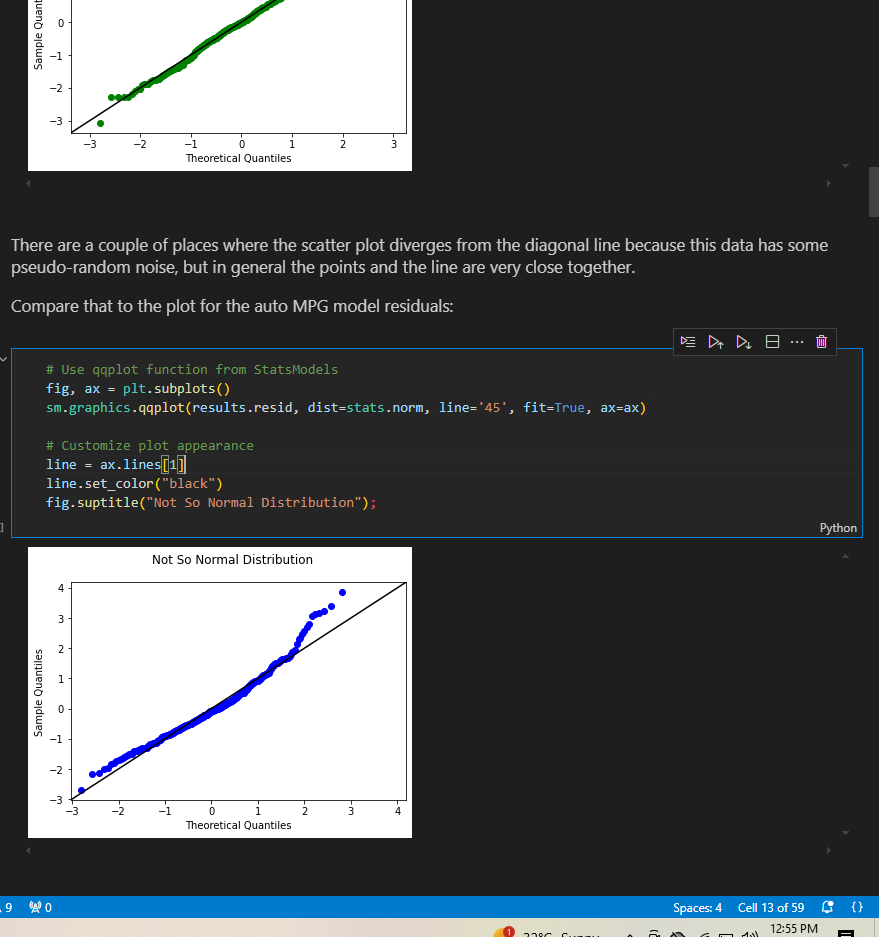 Sample Quant
0
−1
−2
−3
−3 −2 −1 0 1 2 3
Theoretical Quantiles
There are a couple of places where the scatter plot diverges from the diagonal line because this data has some
pseudo-random noise, but in general the points and the line are very close together.
Compare that to the plot for the auto MPG model residuals:
# Use qqplot function from StatsModels
fig, ax = plt.subplots()
sm.graphics.qqplot(results.resid, dist=stats.norm, line='45', fit=True, ax=ax)
# Customize plot appearance
line = ax.lines[1]
line.set_color("black")
fig.suptitle("Not So Normal Distribution");
Python
Not So Normal Distribution
4
3
2
1
0
−1
−2
−3
Sample Quantiles
−3 −2 −1 0 1 2 3 4
Theoretical Quantiles
9 0 Spaces: 4 Cell 13 of 59 {}
1
12:55 PM